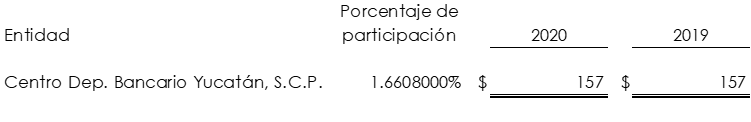 Porcentaje de
Entidad participación 2020 2019
Centro Dep. Bancario Yucatán, S.C.P. 1.6608000% $ 157 $ 157